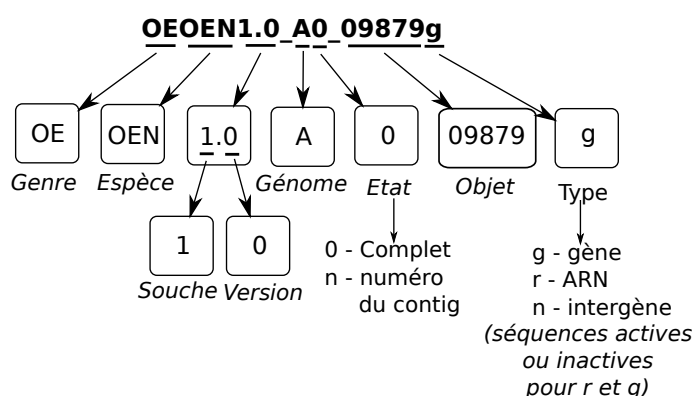 OEOEN1.0_A0_09879g
OE OEN 1.0 A 0 09879 g
Genre Espèce Génome Etat Objet Type
1 0
Souche Version
0 - Complet
n - numéro
du contig
g - gène
r - ARN
n - intergène
(séquences actives
ou inactives
pour r et g)